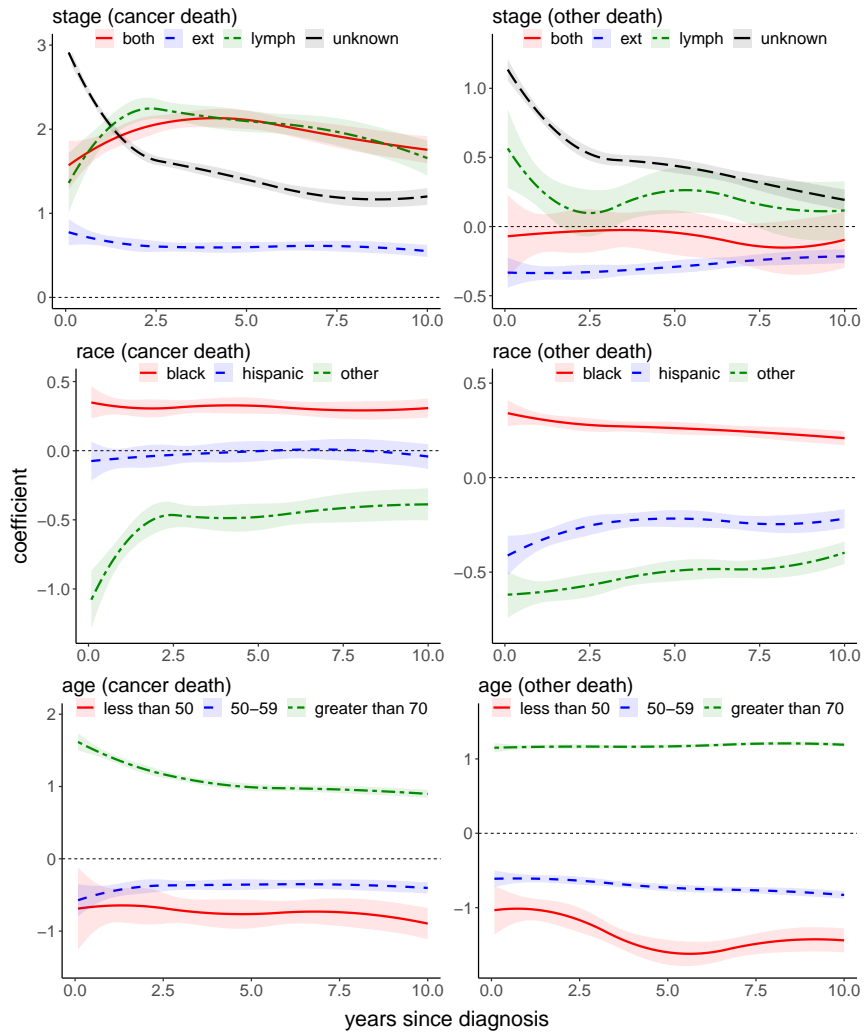 stage (cancer death)
both ext lymph unknown
3
2
1
0
0.0 2.5 5.0 7.5 10.0
stage (other death)
both ext lymph unknown
1.0
0.5
0.0
−0.5
0.0 2.5 5.0 7.5 10.0
race (cancer death)
black hispanic other
0.5
0.0
−0.5
−1.0
0.0 2.5 5.0 7.5 10.0
race (other death)
black hispanic other
0.5
0.0
−0.5
0.0 2.5 5.0 7.5 10.0
coefficient
age (cancer death)
less than 50 50−59 greater than 70
2
1
0
−1
0.0 2.5 5.0 7.5 10.0
age (other death)
less than 50 50−59 greater than 70
1
0
−1
0.0 2.5 5.0 7.5 10.0
years since diagnosis